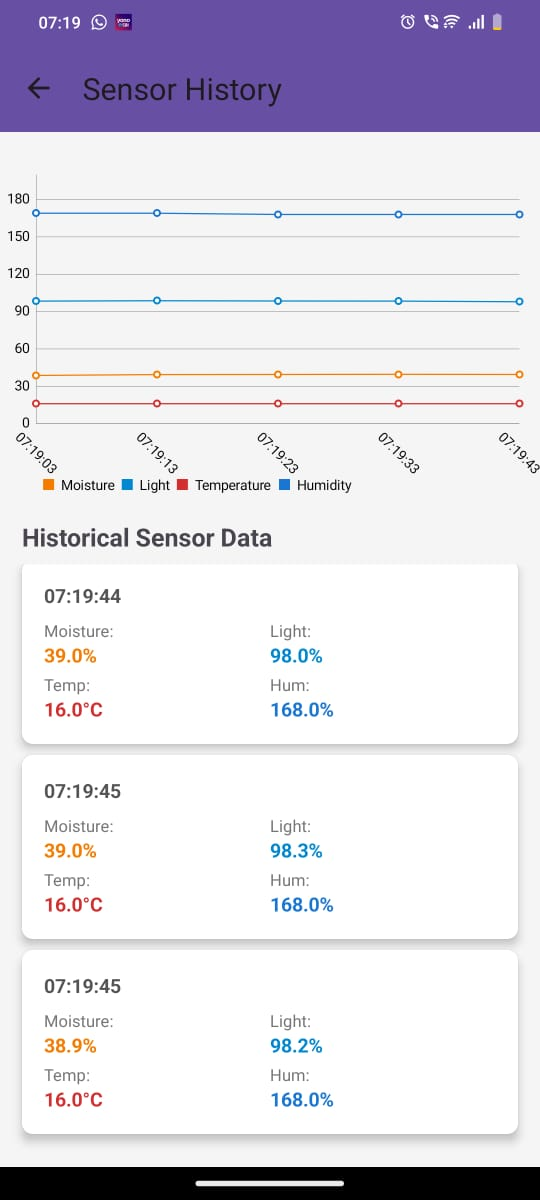 07:19
yono
SBI
Sensor History
180
150
120
90
60
30
0
07:19:03 07:19:13 07:19:23 07:19:33 07:19:43
Moisture Light Temperature Humidity
Historical Sensor Data
07:19:44
Moisture: Light:
39.0% 98.0%
Temp: Hum:
16.0°C 168.0%
07:19:45
Moisture: Light:
39.0% 98.3%
Temp: Hum:
16.0°C 168.0%
07:19:45
Moisture: Light:
38.9% 98.2%
Temp: Hum:
16.0°C 168.0%